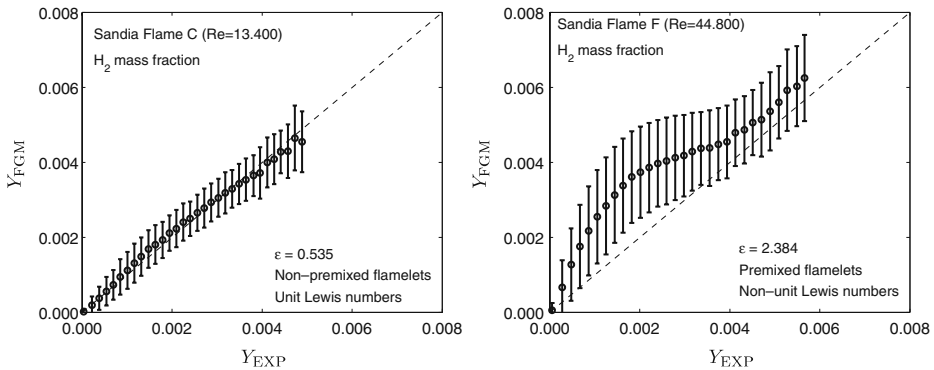 Sandia Flame C (Re=13.400)
H2 mass fraction
0.008
0.006
0.004
0.002
0.000
YFGM
ε = 0.535
Non–premixed flamelets
Unit Lewis numbers
0.000 0.002 0.004 0.006 0.008
YEXP
Sandia Flame F (Re=44.800)
H2 mass fraction
0.008
0.006
0.004
0.002
0.000
YFGM
ε = 2.384
Premixed flamelets
Non–unit Lewis numbers
0.000 0.002 0.004 0.006 0.008
YEXP